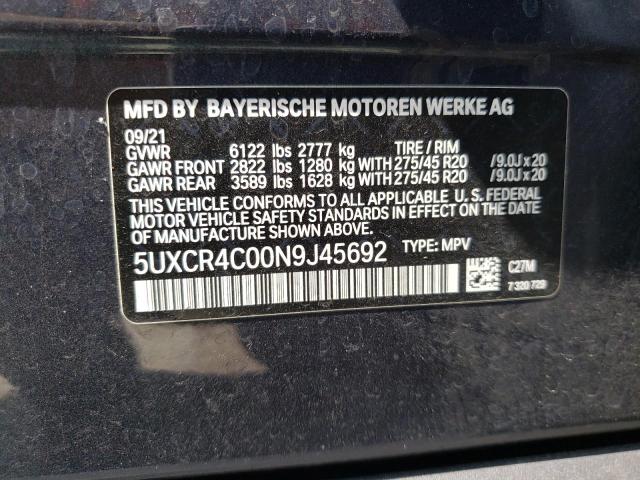 MFD BY BAYERISCHE MOTOREN WERKE AG
09/21
GVWR 6122 lbs 2777 kg TIRE / RIM
GAWR FRONT 2822 lbs 1280 kg WITH 275/45 R20 /9.0J x 20
GAWR REAR 3589 lbs 1628 kg WITH 275/45 R20 /9.0J x 20
THIS VEHICLE CONFORMS TO ALL APPLICABLE U. S. FEDERAL
MOTOR VEHICLE SAFETY STANDARDS IN EFFECT ON THE DATE
OF MANUFACTURE SHOWN ABOVE.
5UXCR4C00N9J45692 TYPE: MPV
C27M
7 320 729